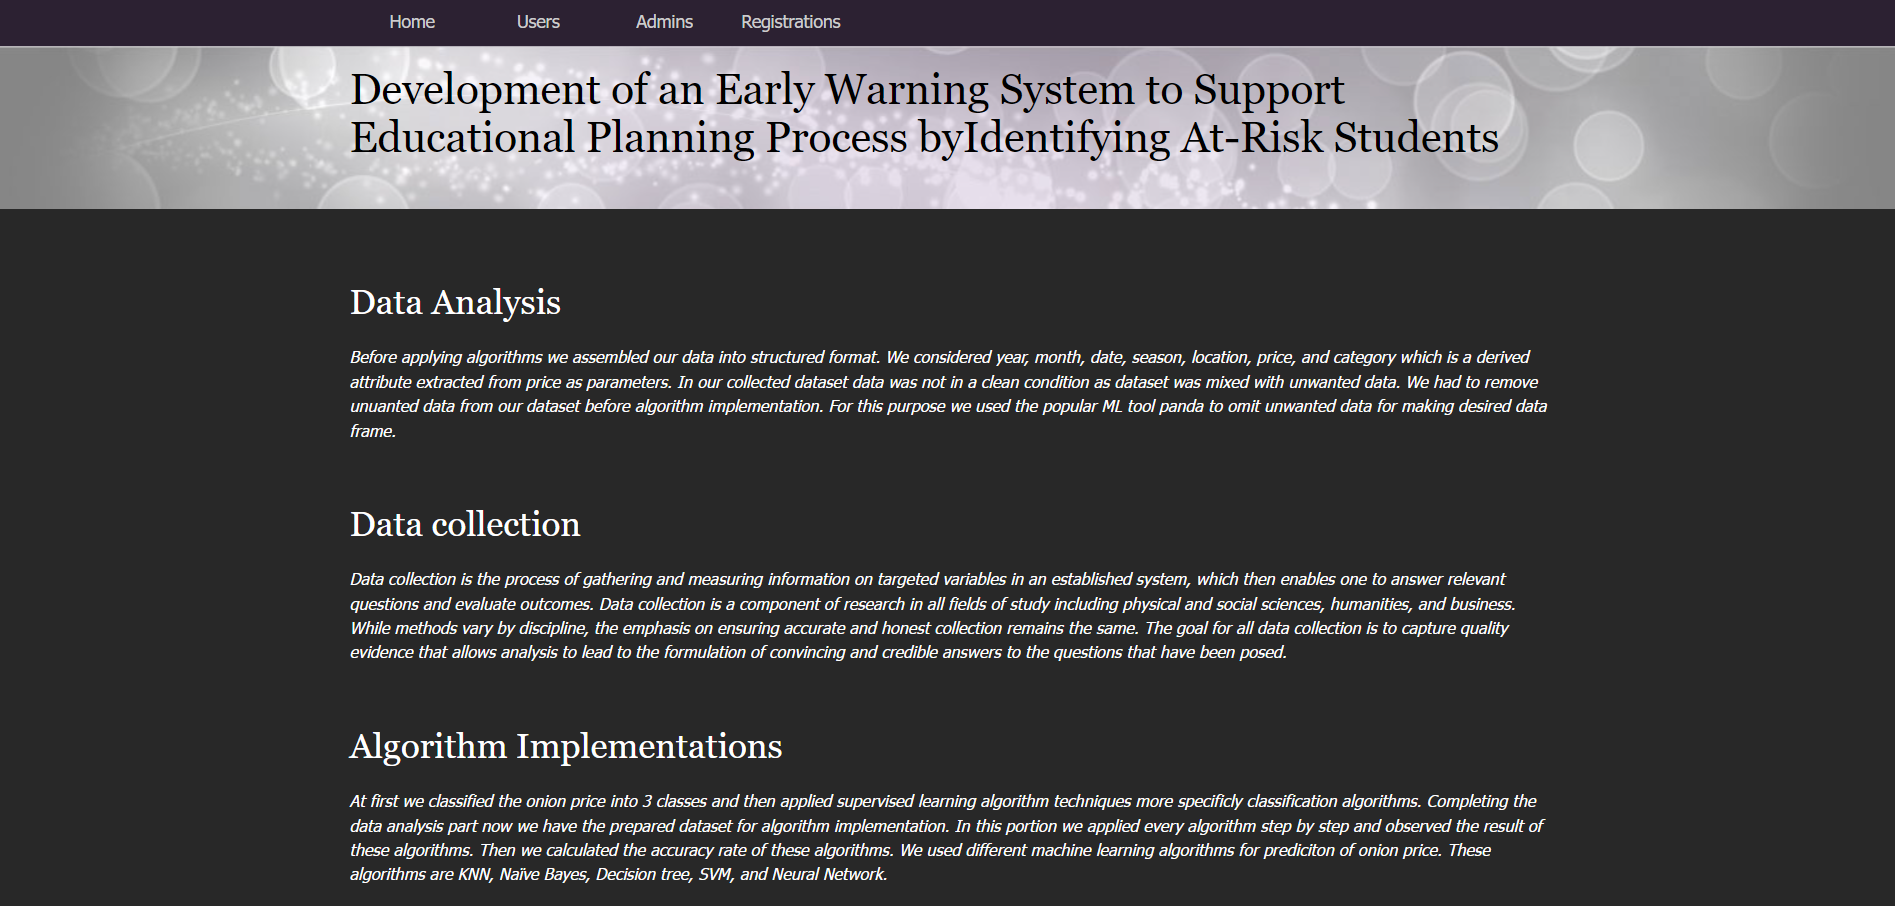 Home Users Admins Registrations
Development of an Early Warning System to Support
Educational Planning Process byIdentifying At-Risk Students
Data Analysis
Before applying algorithms we assembled our data into structured format. We considered year, month, date, season, location, price, and category which is a derived
attribute extracted from price as parameters. In our collected dataset data was not in a clean condition as dataset was mixed with unwanted data. We had to remove
unuanted data from our dataset before algorithm implementation. For this purpose we used the popular ML tool panda to omit unwanted data for making desired data
frame.
Data collection
Data collection is the process of gathering and measuring information on targeted variables in an established system, which then enables one to answer relevant
questions and evaluate outcomes. Data collection is a component of research in all fields of study including physical and social sciences, humanities, and business.
While methods vary by discipline, the emphasis on ensuring accurate and honest collection remains the same. The goal for all data collection is to capture quality
evidence that allows analysis to lead to the formulation of convincing and credible answers to the questions that have been posed.
Algorithm Implementations
At first we classified the onion price into 3 classes and then applied supervised learning algorithm techniques more specificly classification algorithms. Completing the
data analysis part now we have the prepared dataset for algorithm implementation. In this portion we applied every algorithm step by step and observed the result of
these algorithms. Then we calculated the accuracy rate of these algorithms. We used different machine learning algorithms for prediciton of onion price. These
algorithms are KNN, Naïve Bayes, Decision tree, SVM, and Neural Network.